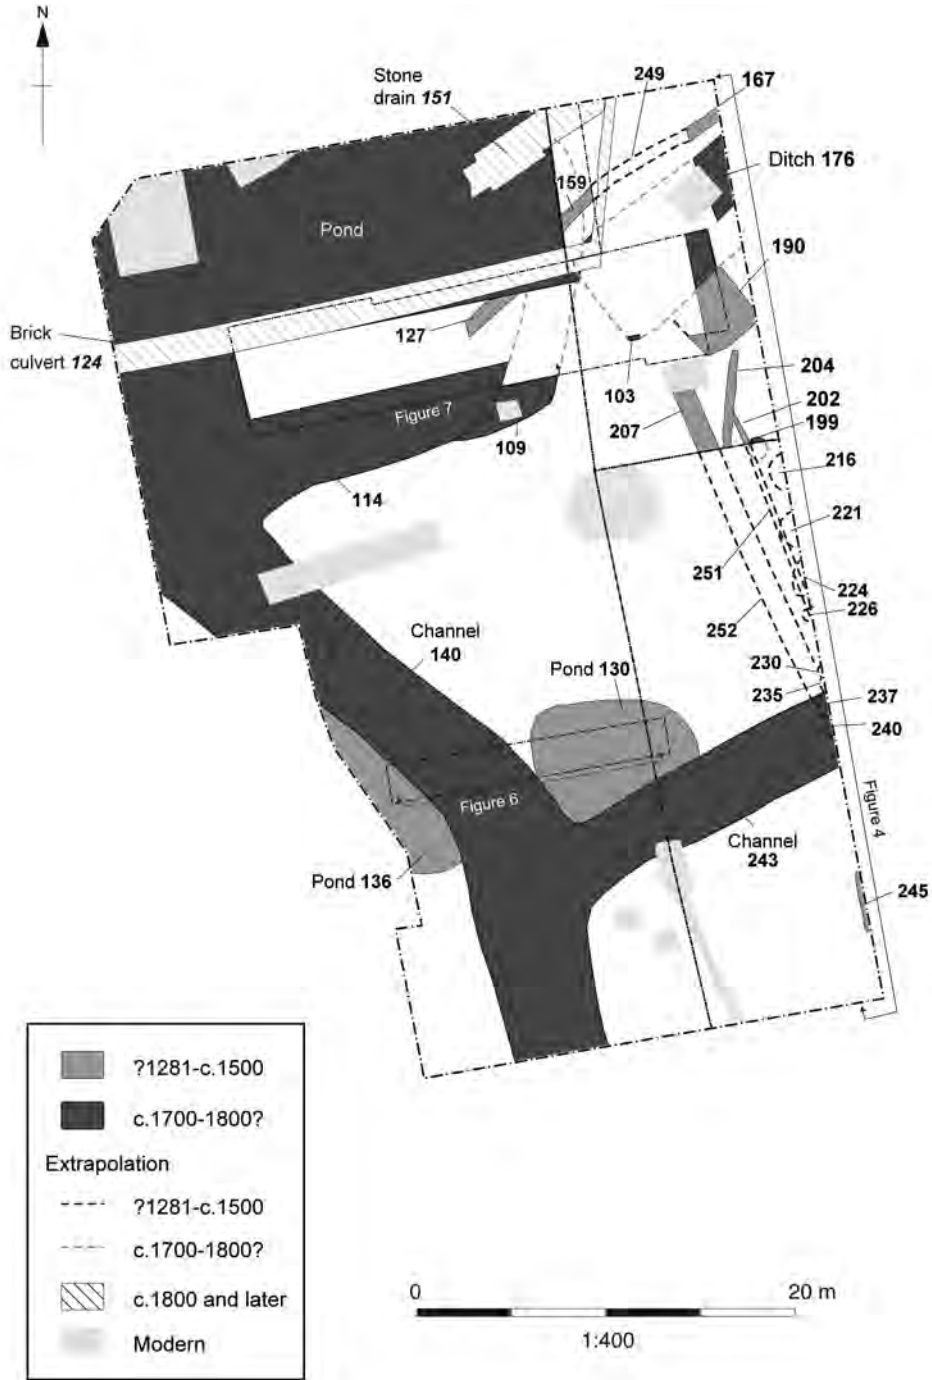 N
Stone
drain 151
249
167
Ditch 176
159
Pond
190
Brick
culvert 124
127
103
204
202
199
207
Figure 7
109
216
114
221
251
224
226
252
Channel
140
Pond 130
230
235
237
240
Figure 6
Figure 4
Channel
243
Pond 136
245
?1281-c.1500
c.1700-1800?
Extrapolation
?1281-c.1500
c.1700-1800?
c.1800 and later
Modern
0
20 m
1:400